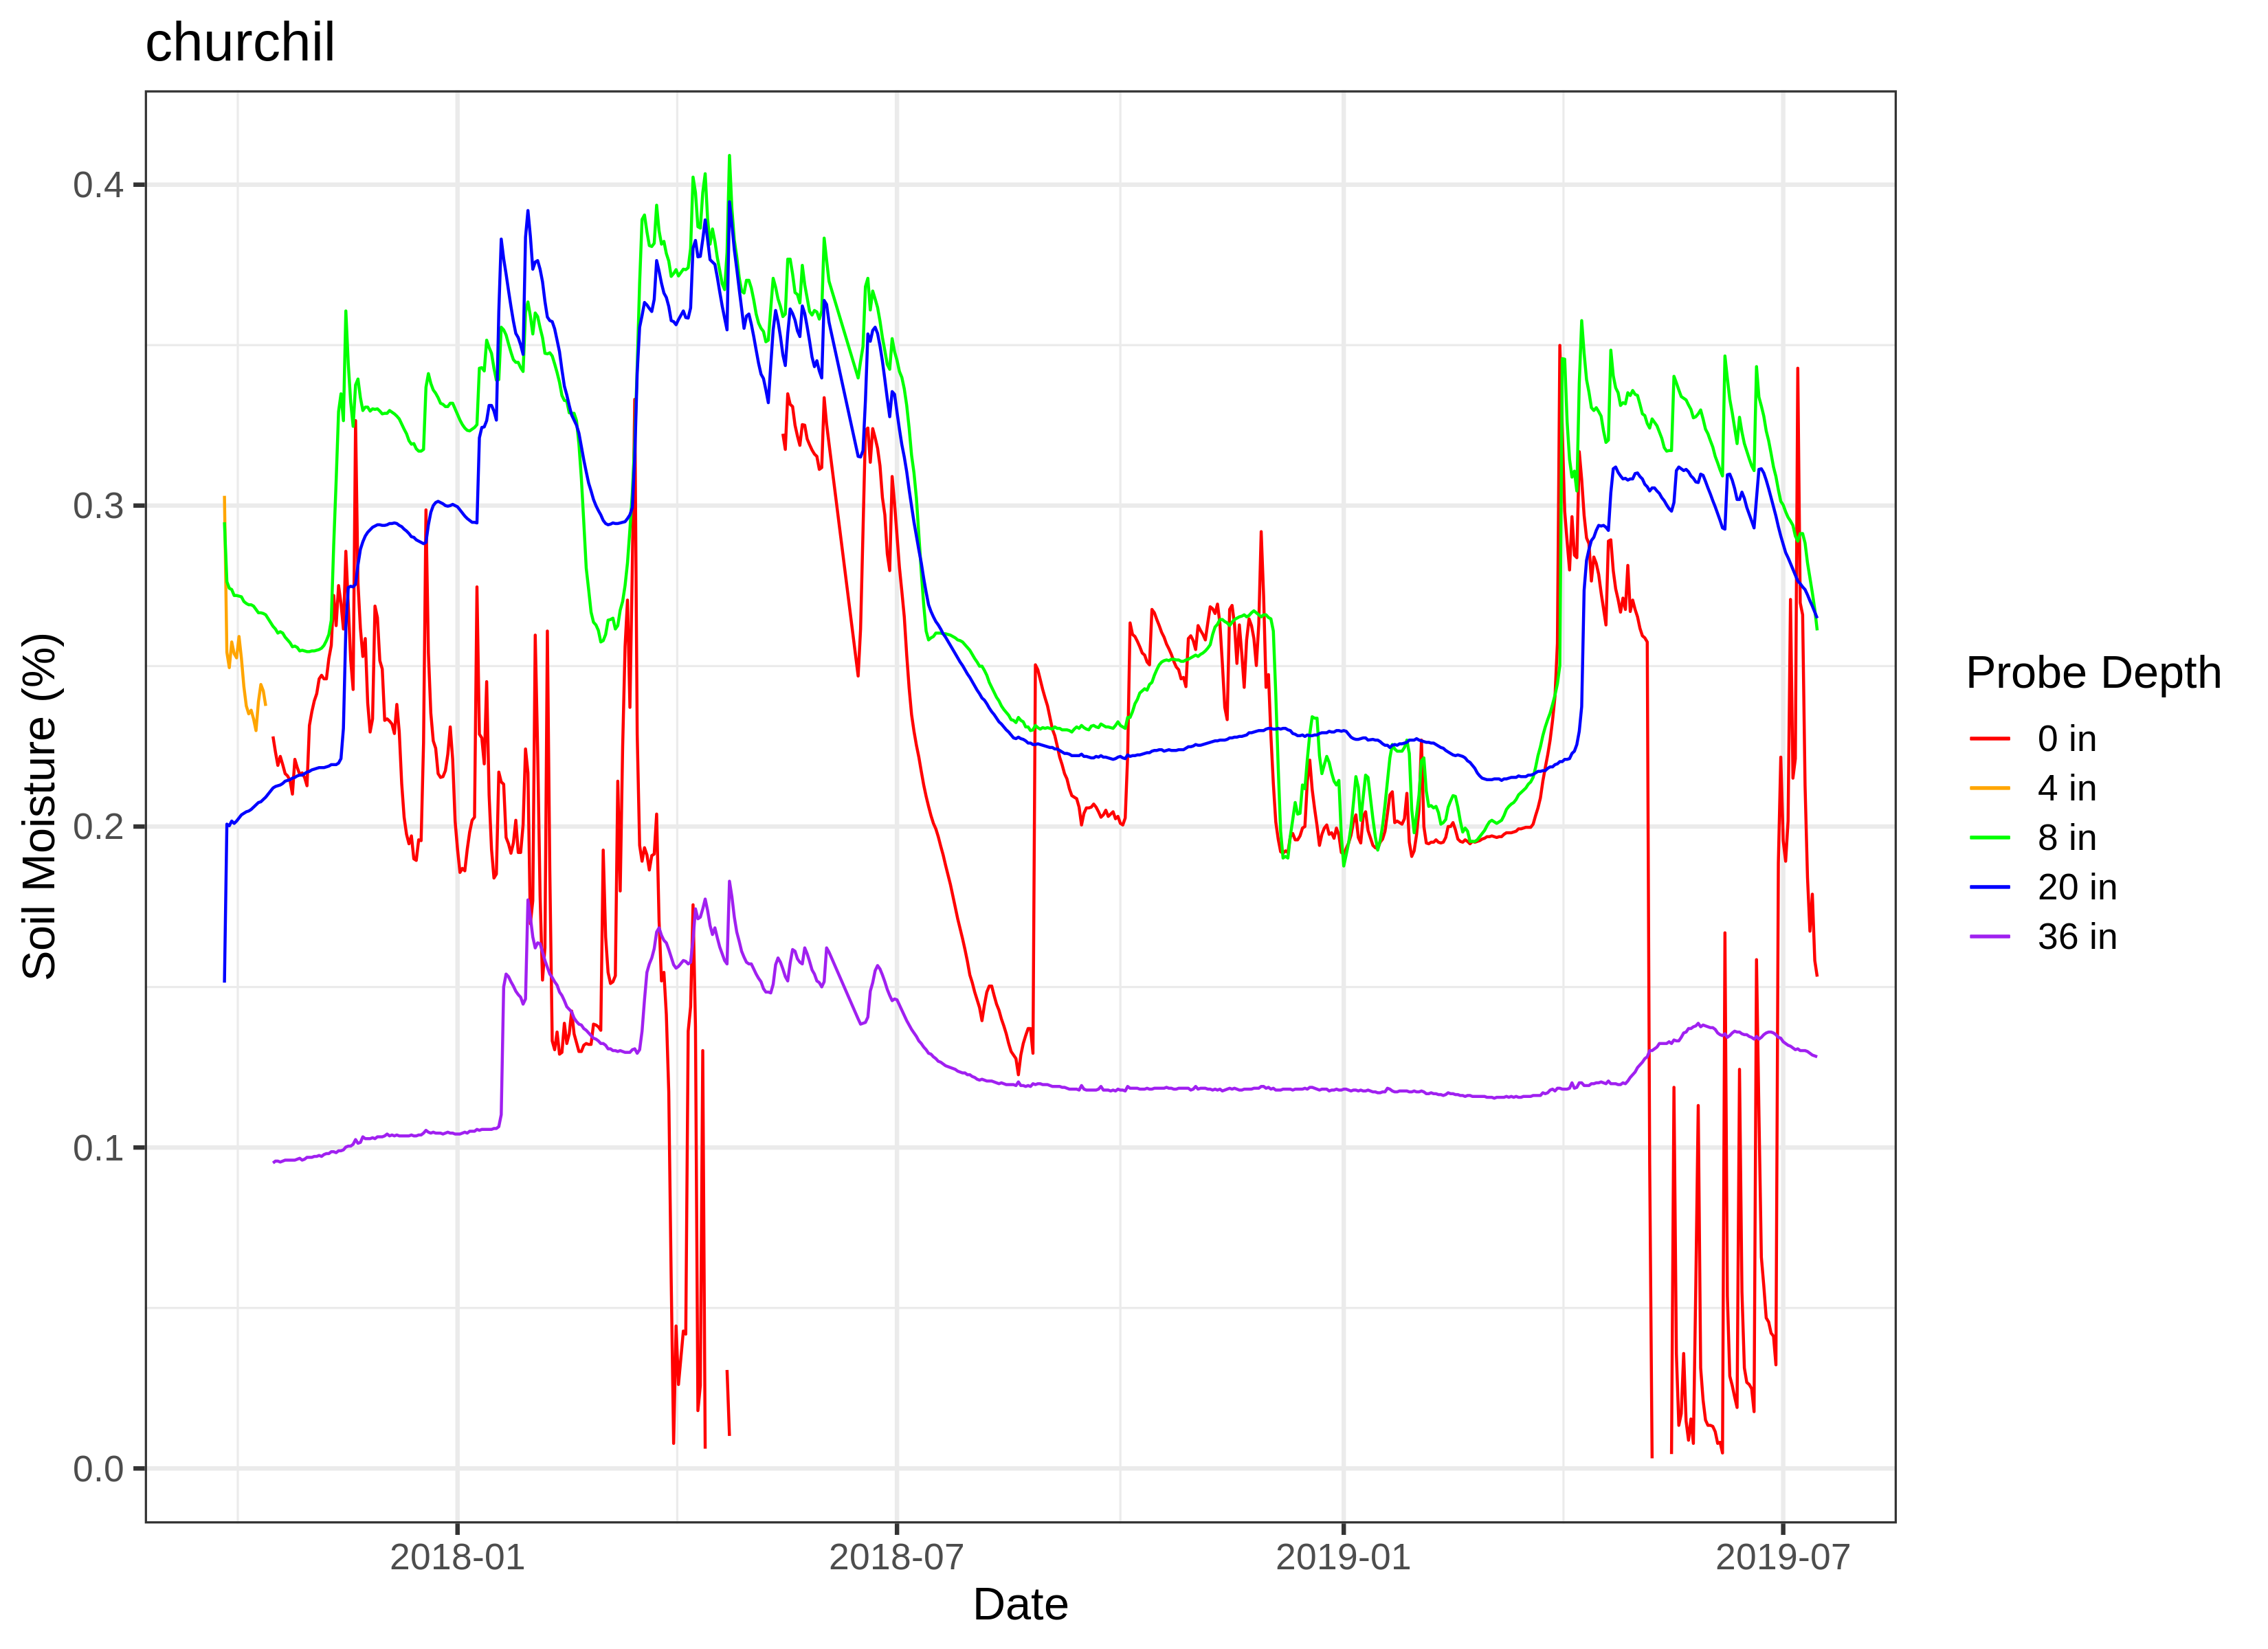 churchil
Soil Moisture (%)
0.4
0.3
0.2
0.1
0.0
2018-01
2018-07
2019-01
2019-07
Date
Probe Depth
0 in
4 in
8 in
20 in
36 in